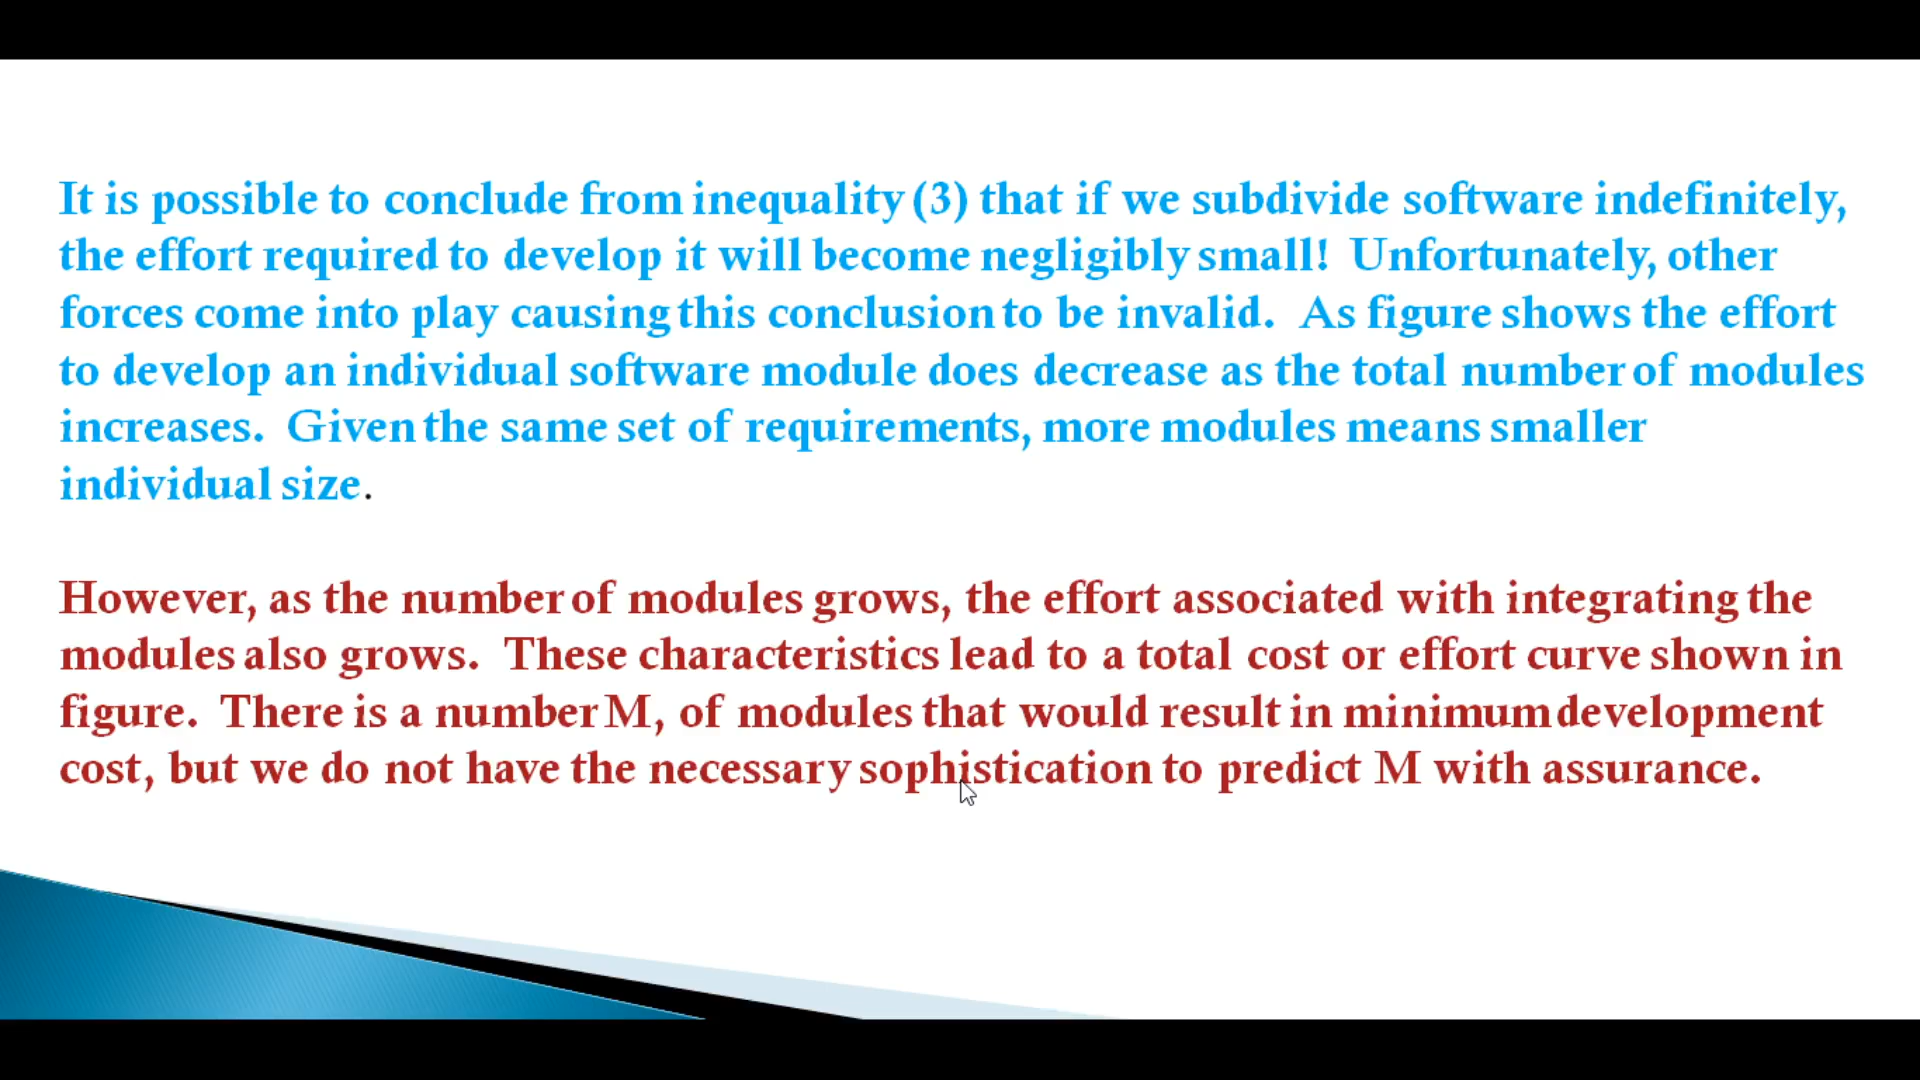 It is possible to conclude from inequality (3) that if we subdivide software indefinitely,
the effort required to develop it will become negligibly small! Unfortunately, other
forces come into play causing this conclusion to be invalid. As figure shows the effort
to develop an individual software module does decrease as the total number of modules
increases. Given the same set of requirements, more modules means smaller
individual size.
However, as the number of modules grows, the effort associated with integrating the
modules also grows. These characteristics lead to a total cost or effort curve shown in
figure. There is a number M, of modules that would result in minimum development
cost, but we do not have the necessary sophistication to predict M with assurance.